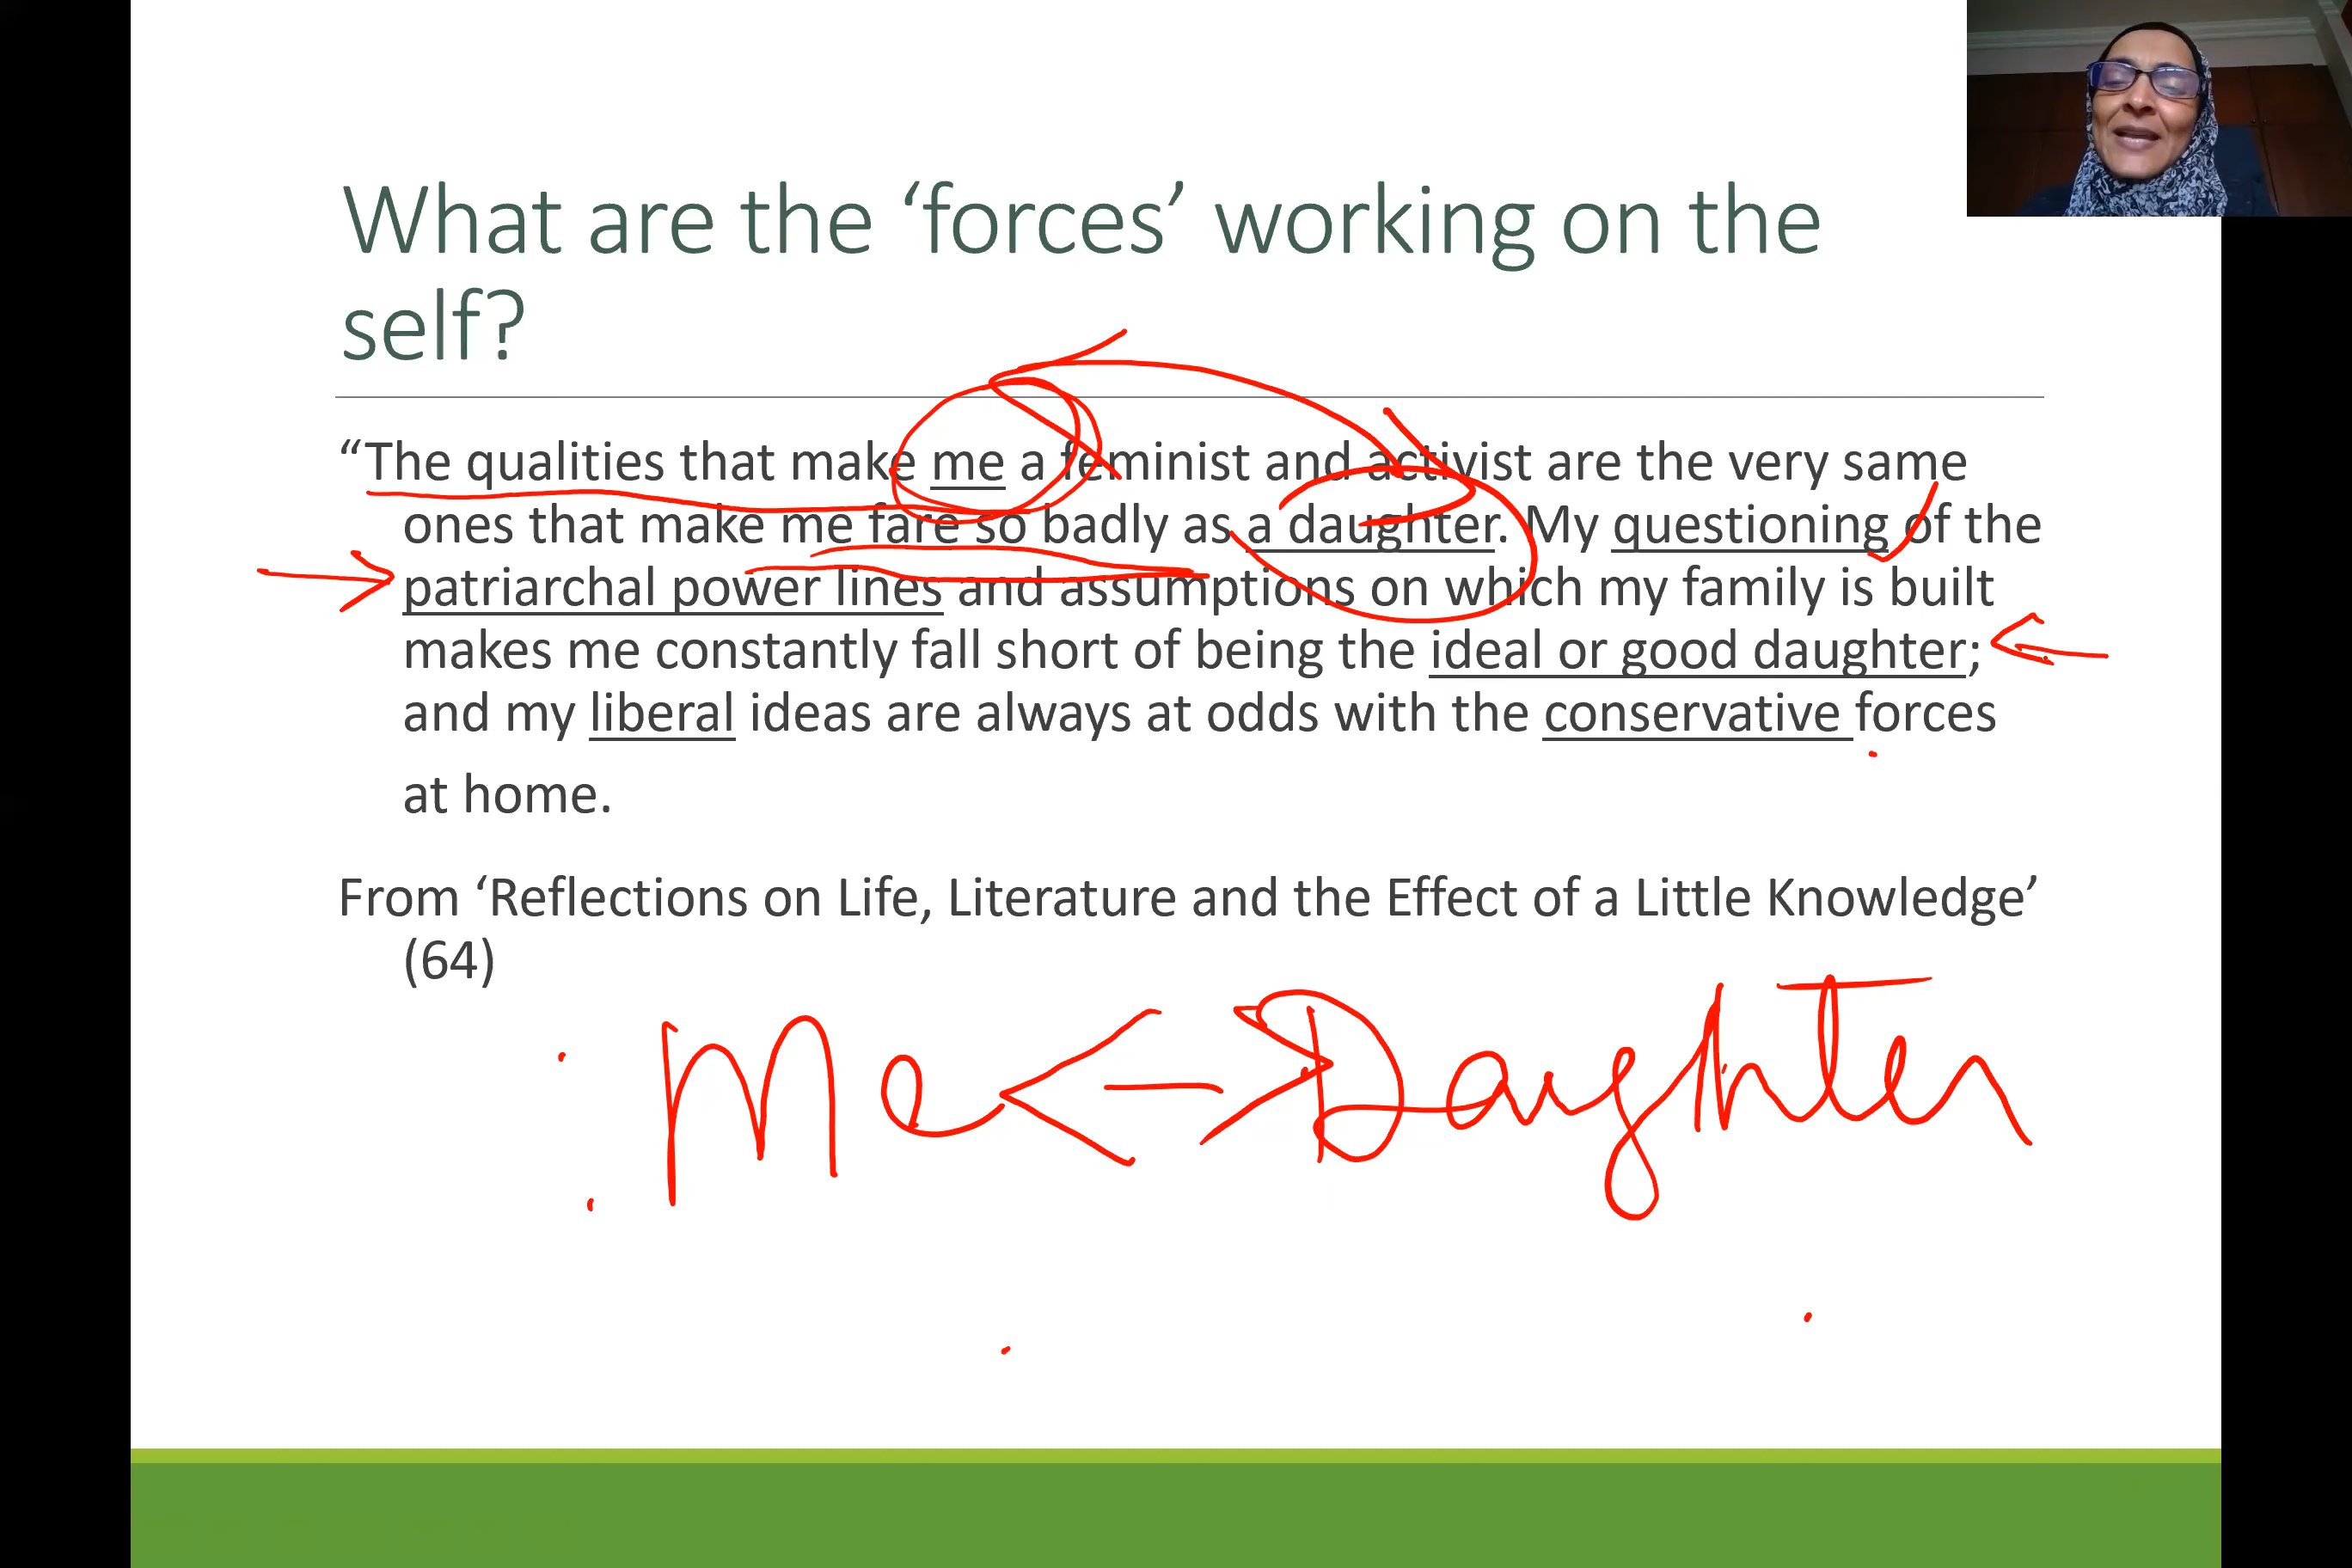 What are the ‘forces’ working on the
self?
“The qualities that make me a feminist and activist are the very same
ones that make me fare so badly as a daughter. My questioning of the
patriarchal power lines and assumptions on which my family is built
makes me constantly fall short of being the ideal or good daughter;
and my liberal ideas are always at odds with the conservative forces
at home.
From ‘Reflections on Life, Literature and the Effect of a Little Knowledge’
(64)
Me <-> Daughter